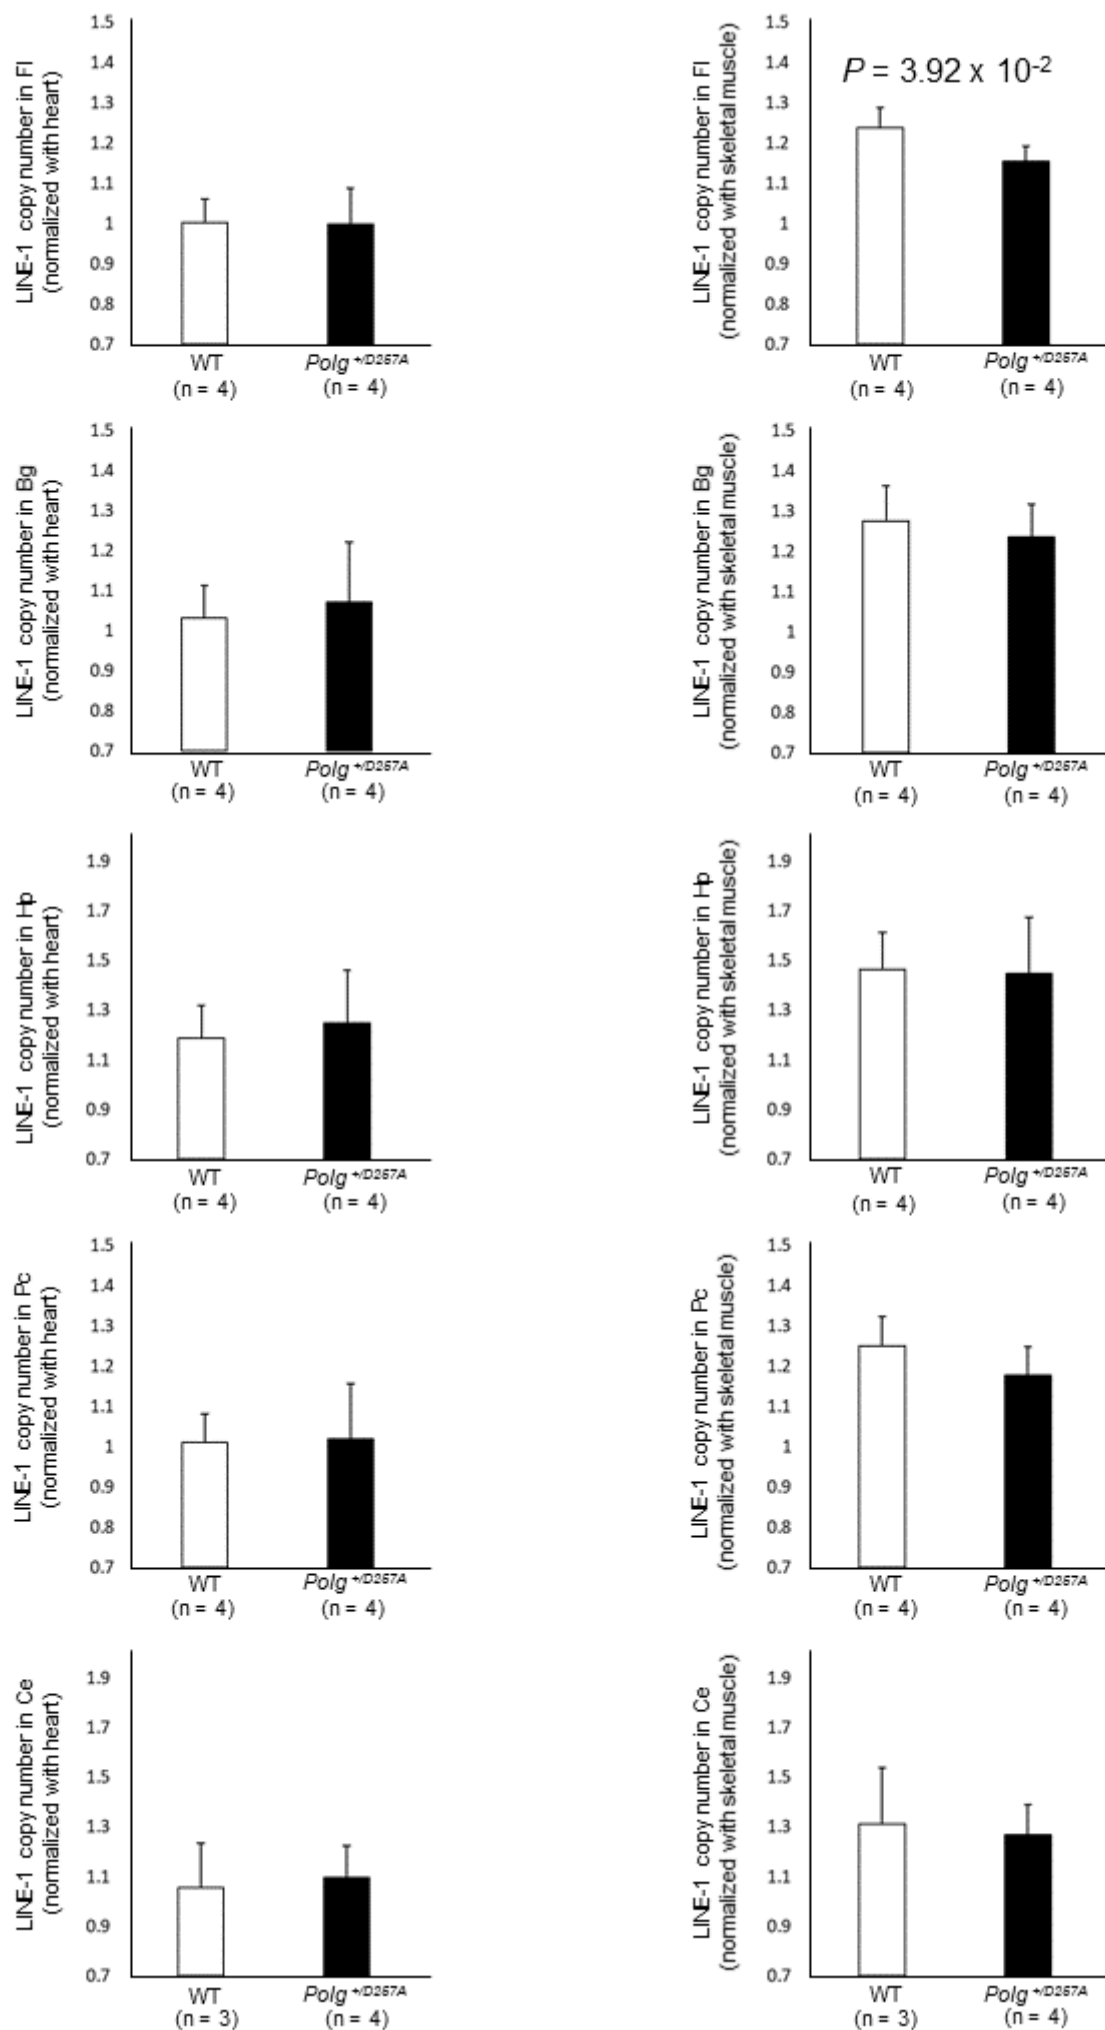 LINE-1 copy number in Fl
(normalized with heart)
1.5
1.4
1.3
1.2
1.1
1
0.9
0.8
0.7
WT
(n = 4)
Polg +/D257A
(n = 4)
LINE-1 copy number in Fl
(normalized with skeletal muscle)
1.5
1.4
1.3
1.2
1.1
1
0.9
0.8
0.7
P = 3.92 x 10-2
WT
(n = 4)
Polg +/D257A
(n = 4)
LINE-1 copy number in Bg
(normalized with heart)
1.5
1.4
1.3
1.2
1.1
1
0.9
0.8
0.7
WT
(n = 4)
Polg +/D257A
(n = 4)
LINE-1 copy number in Bg
(normalized with skeletal muscle)
1.5
1.4
1.3
1.2
1.1
1
0.9
0.8
0.7
WT
(n = 4)
Polg +/D257A
(n = 4)
LINE-1 copy number in Hp
(normalized with heart)
1.9
1.7
1.5
1.3
1.1
0.9
0.7
WT
(n = 4)
Polg +/D257A
(n = 4)
LINE-1 copy number in Hp
(normalized with skeletal muscle)
1.9
1.7
1.5
1.3
1.1
0.9
0.7
WT
(n = 4)
Polg +/D257A
(n = 4)
LINE-1 copy number in Pc
(normalized with heart)
1.5
1.4
1.3
1.2
1.1
1
0.9
0.8
0.7
WT
(n = 4)
Polg +/D257A
(n = 4)
LINE-1 copy number in Pc
(normalized with skeletal muscle)
1.5
1.4
1.3
1.2
1.1
1
0.9
0.8
0.7
WT
(n = 4)
Polg +/D257A
(n = 4)
LINE-1 copy number in Ce
(normalized with heart)
1.9
1.7
1.5
1.3
1.1
0.9
0.7
WT
(n = 3)
Polg +/D257A
(n = 4)
LINE-1 copy number in Ce
(normalized with skeletal muscle)
1.9
1.7
1.5
1.3
1.1
0.9
0.7
WT
(n = 3)
Polg +/D257A
(n = 4)